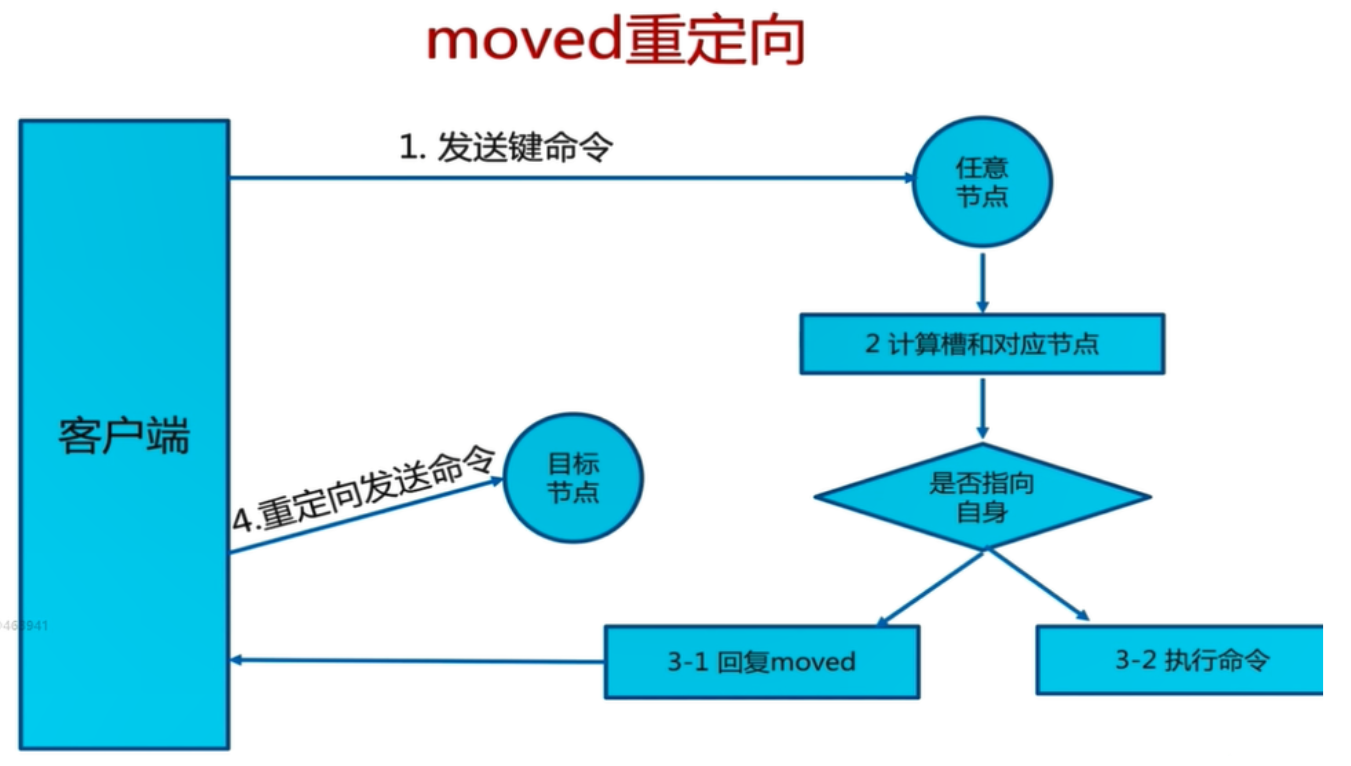 moved重定向
1. 发送键命令
任意
节点
2 计算槽和对应节点
客户端
4.重定向发送命令
目标
节点
是否指向
自身
3-1 回复moved
3-2 执行命令